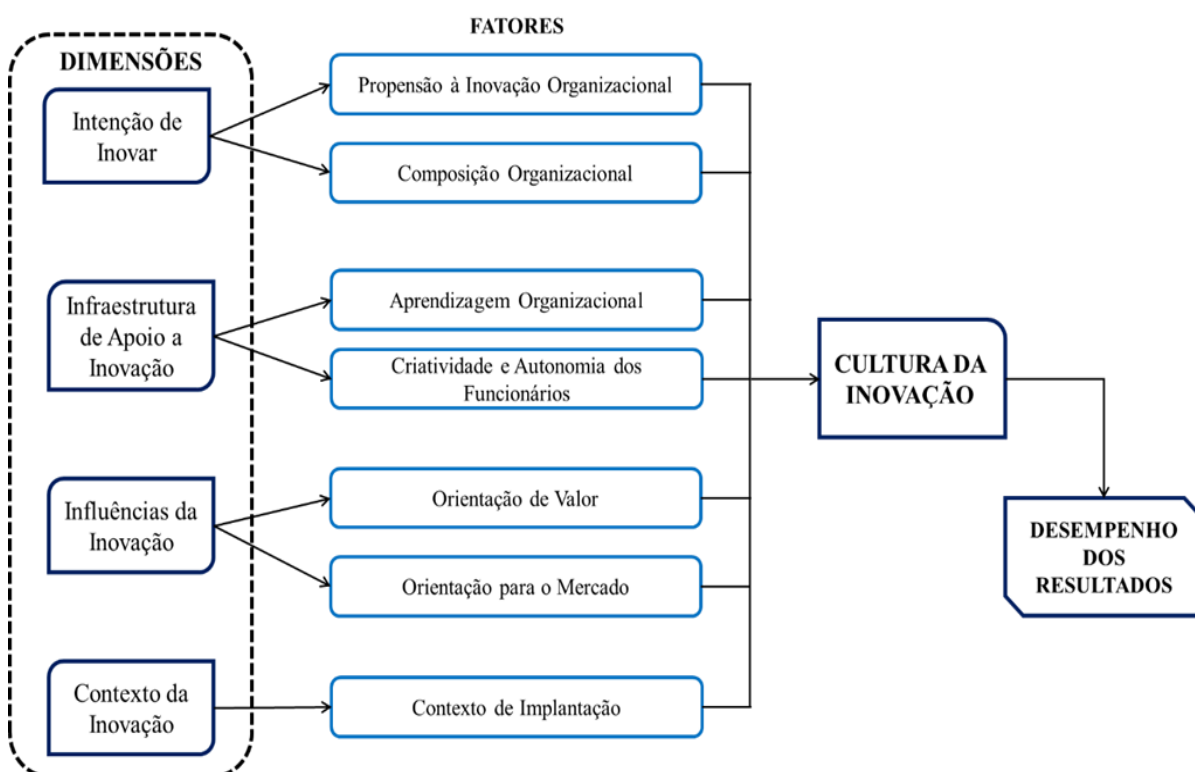 FATORES
DIMENSÕES
Intenção de
Inovar
Propensão à Inovação Organizacional
Composição Organizacional
Infraestrutura
de Apoio a
Inovação
Aprendizagem Organizacional
Criatividade e Autonomia dos
Funcionários
Influências da
Inovação
Orientação de Valor
Orientação para o Mercado
Contexto da
Inovação
Contexto de Implantação
CULTURA DA
INOVAÇÃO
DESEMPENHO
DOS
RESULTADOS